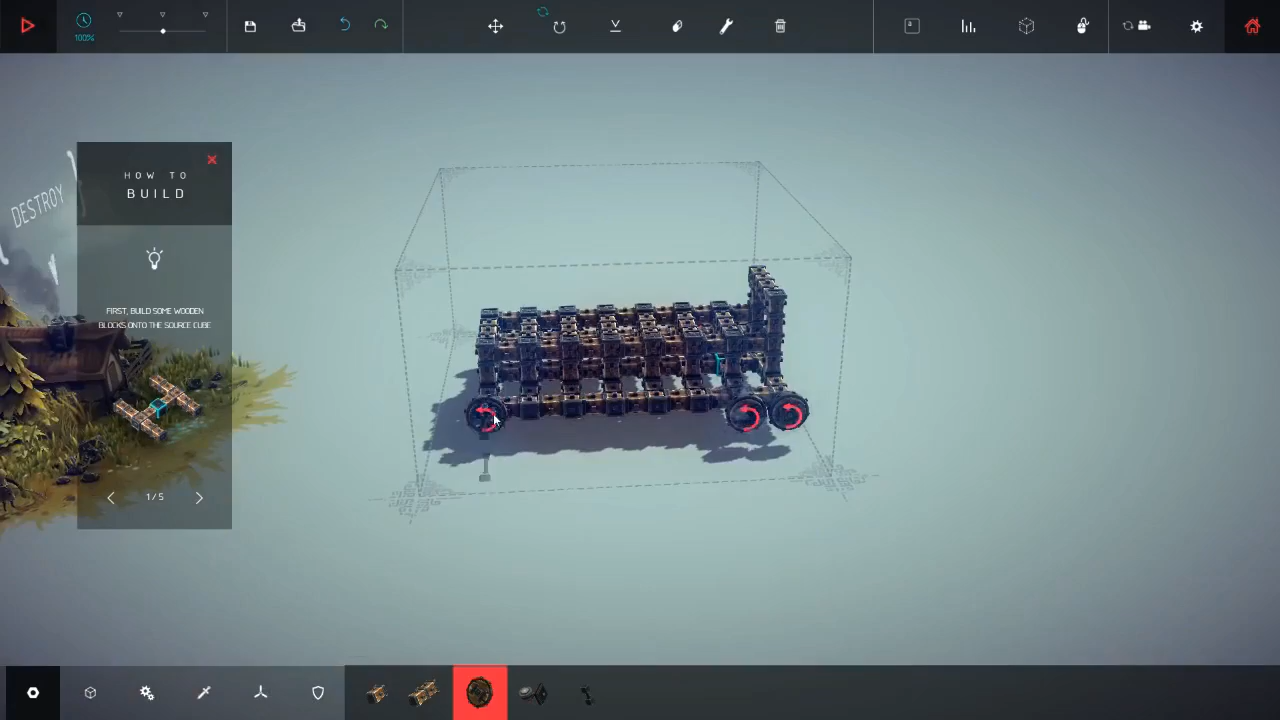 100%
DESTROY
HOW TO
BUILD
FIRST, BUILD SOME WOODEN
BLOCKS ONTO THE SOURCE CUBE
1/5